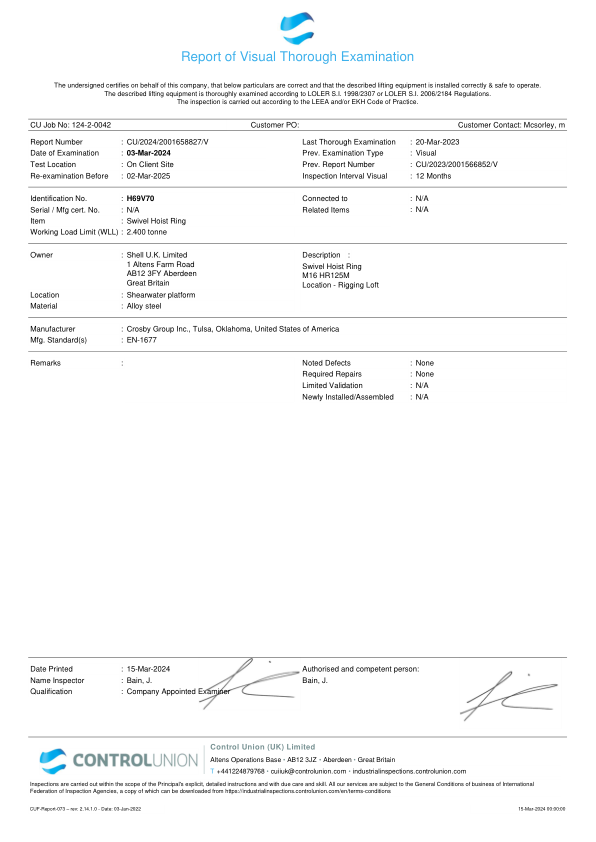 Report of Visual Thorough Examination
The undersigned certifies on behalf of this company, that below particulars are correct and that the described lifting equipment is installed correctly & safe to operate.
The described lifting equipment is thoroughly examined according to LOLER S.I. 1998/2307 or LOLER S.I. 2006/2184 Regulations.
The inspection is carried out according to the LEEA and/or EKH Code of Practice.
CU Job No: 124-2-0042 Customer PO: Customer Contact: Mcsorley, m
Report Number : CU/2024/2001658827/V Last Thorough Examination : 20-Mar-2023
Date of Examination : 03-Mar-2024 Prev. Examination Type : Visual
Test Location : On Client Site Prev. Report Number : CU/2023/2001566852/V
Re-examination Before : 02-Mar-2025 Inspection Interval Visual : 12 Months
Identification No. : H69V70 Connected to : N/A
Serial / Mfg cert. No. : N/A Related Items : N/A
Item : Swivel Hoist Ring
Working Load Limit (WLL) : 2.400 tonne
Owner : Shell U.K. Limited Description :
1 Altens Farm Road Swivel Hoist Ring
AB12 3FY Aberdeen M16 HR125M
Great Britain Location - Rigging Loft
Location : Shearwater platform
Material : Alloy steel
Manufacturer : Crosby Group Inc., Tulsa, Oklahoma, United States of America
Mfg. Standard(s) : EN-1677
Remarks : Noted Defects : None
Required Repairs : None
Limited Validation : N/A
Newly Installed/Assembled : N/A
Date Printed : 15-Mar-2024 Authorised and competent person:
Name Inspector : Bain, J. Bain, J.
Qualification : Company Appointed Examiner
CONTROLUNION
Control Union (UK) Limited
Altens Operations Base · AB12 3JZ · Aberdeen · Great Britain
T +441224879768 · cuiiuk@controlunion.com · industrialinspections.controlunion.com
Inspections are carried out within the scope of the Principal's explicit, detailed instructions and with due care and skill. All our services are subject to the General Conditions of business of International
Federation of Inspection Agencies, a copy of which can be downloaded from https://industrialinspections.controlunion.com/en/terms-conditions
CUF-Report-073 – rev: 2.14.1.0 - Date: 03-Jun-2022 15-Mar-2024 00:00:00